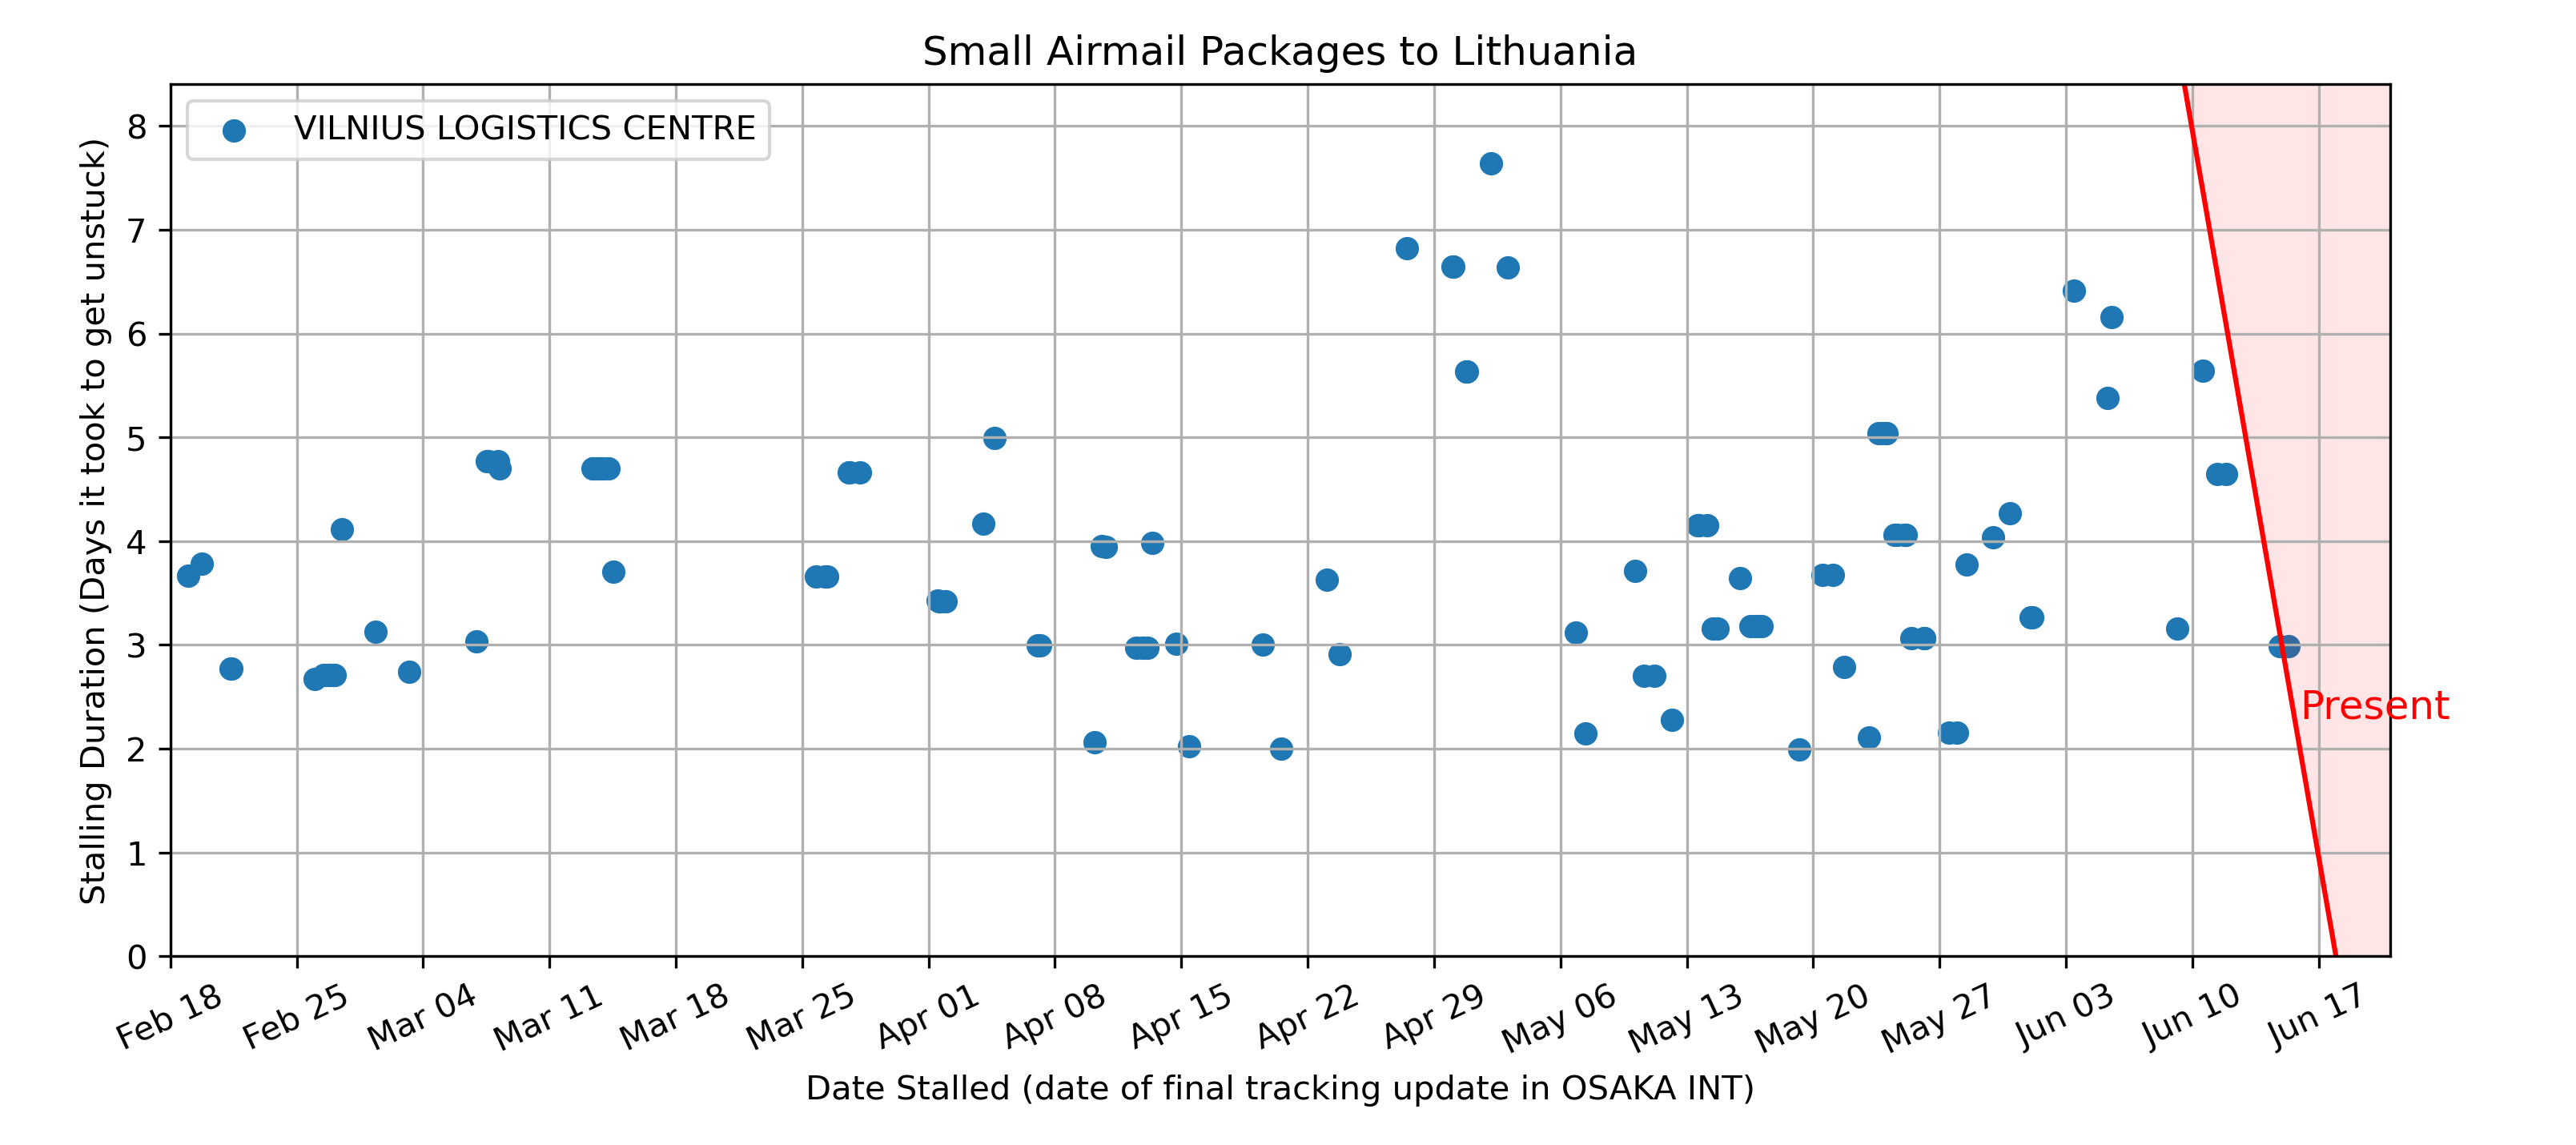 Small Airmail Packages to Lithuania
VILNIUS LOGISTICS CENTRE
Stalling Duration (Days it took to get unstuck)
8
7
6
5
4
3
2
1
0
Present
Feb 18
Feb 25
Mar 04
Mar 11
Mar 18
Mar 25
Apr 01
Apr 08
Apr 15
Apr 22
Apr 29
May 06
May 13
May 20
May 27
Jun 03
Jun 10
Jun 17
Date Stalled (date of final tracking update in OSAKA INT)